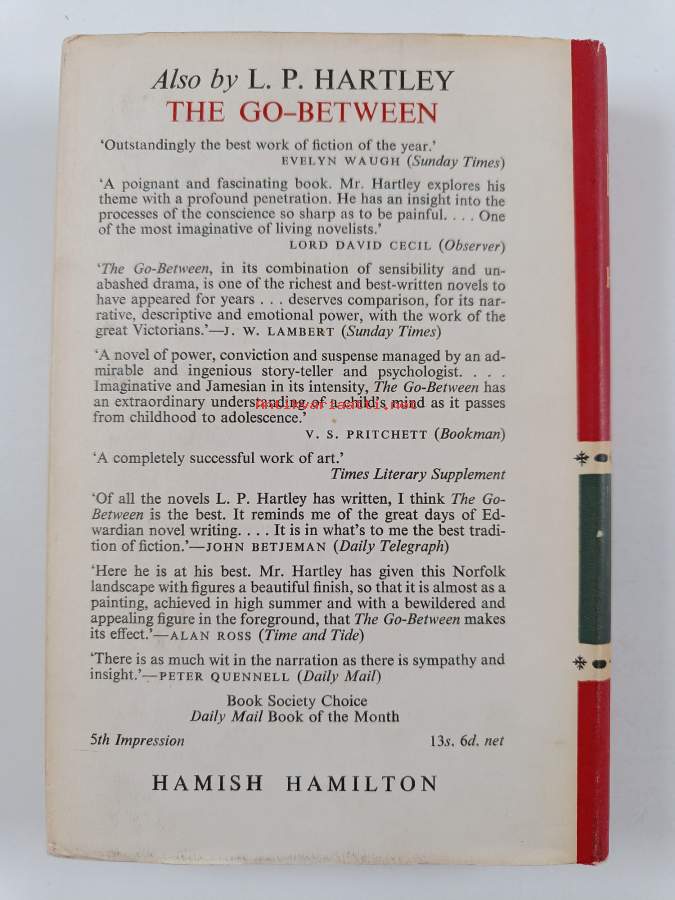 Also by L. P. HARTLEY
THE GO-BETWEEN
‘Outstandingly the best work of fiction of the year.’
EVELYN WAUGH (Sunday Times)
‘A poignant and fascinating book. Mr. Hartley explores his
theme with a profound penetration. He has an insight into the
processes of the conscience so sharp as to be painful. . . . One
of the most imaginative of living novelists.’
LORD DAVID CECIL (Observer)
‘The Go-Between, in its combination of sensibility and un-
abashed drama, is one of the richest and best-written novels to
have appeared for years . . . deserves comparison, for its nar-
rative, descriptive and emotional power, with the work of the
great Victorians.’—J. W. LAMBERT (Sunday Times)
‘A novel of power, conviction and suspense managed by an ad-
mirable and ingenious story-teller and psychologist. . . .
Imaginative and Jamesian in its intensity, The Go-Between has
an extraordinary understanding of a child’s mind as it passes
Antikvariaatti.net
from childhood to adolescence.’
V. S. PRITCHETT (Bookman)
‘A completely successful work of art.’
Times Literary Supplement
‘Of all the novels L. P. Hartley has written, I think The Go-
Between is the best. It reminds me of the great days of Ed-
wardian novel writing. . . . It is in what’s to me the best tradi-
tion of fiction.’—JOHN BETJEMAN (Daily Telegraph)
‘Here he is at his best. Mr. Hartley has given this Norfolk
landscape with figures a beautiful finish, so that it is almost as a
painting, achieved in high summer and with a bewildered and
appealing figure in the foreground, that The Go-Between makes
its effect.’—ALAN ROSS (Time and Tide)
‘There is as much wit in the narration as there is sympathy and
insight.’—PETER QUENNELL (Daily Mail)
Book Society Choice
Daily Mail Book of the Month
5th Impression 13s. 6d. net
HAMISH HAMILTON